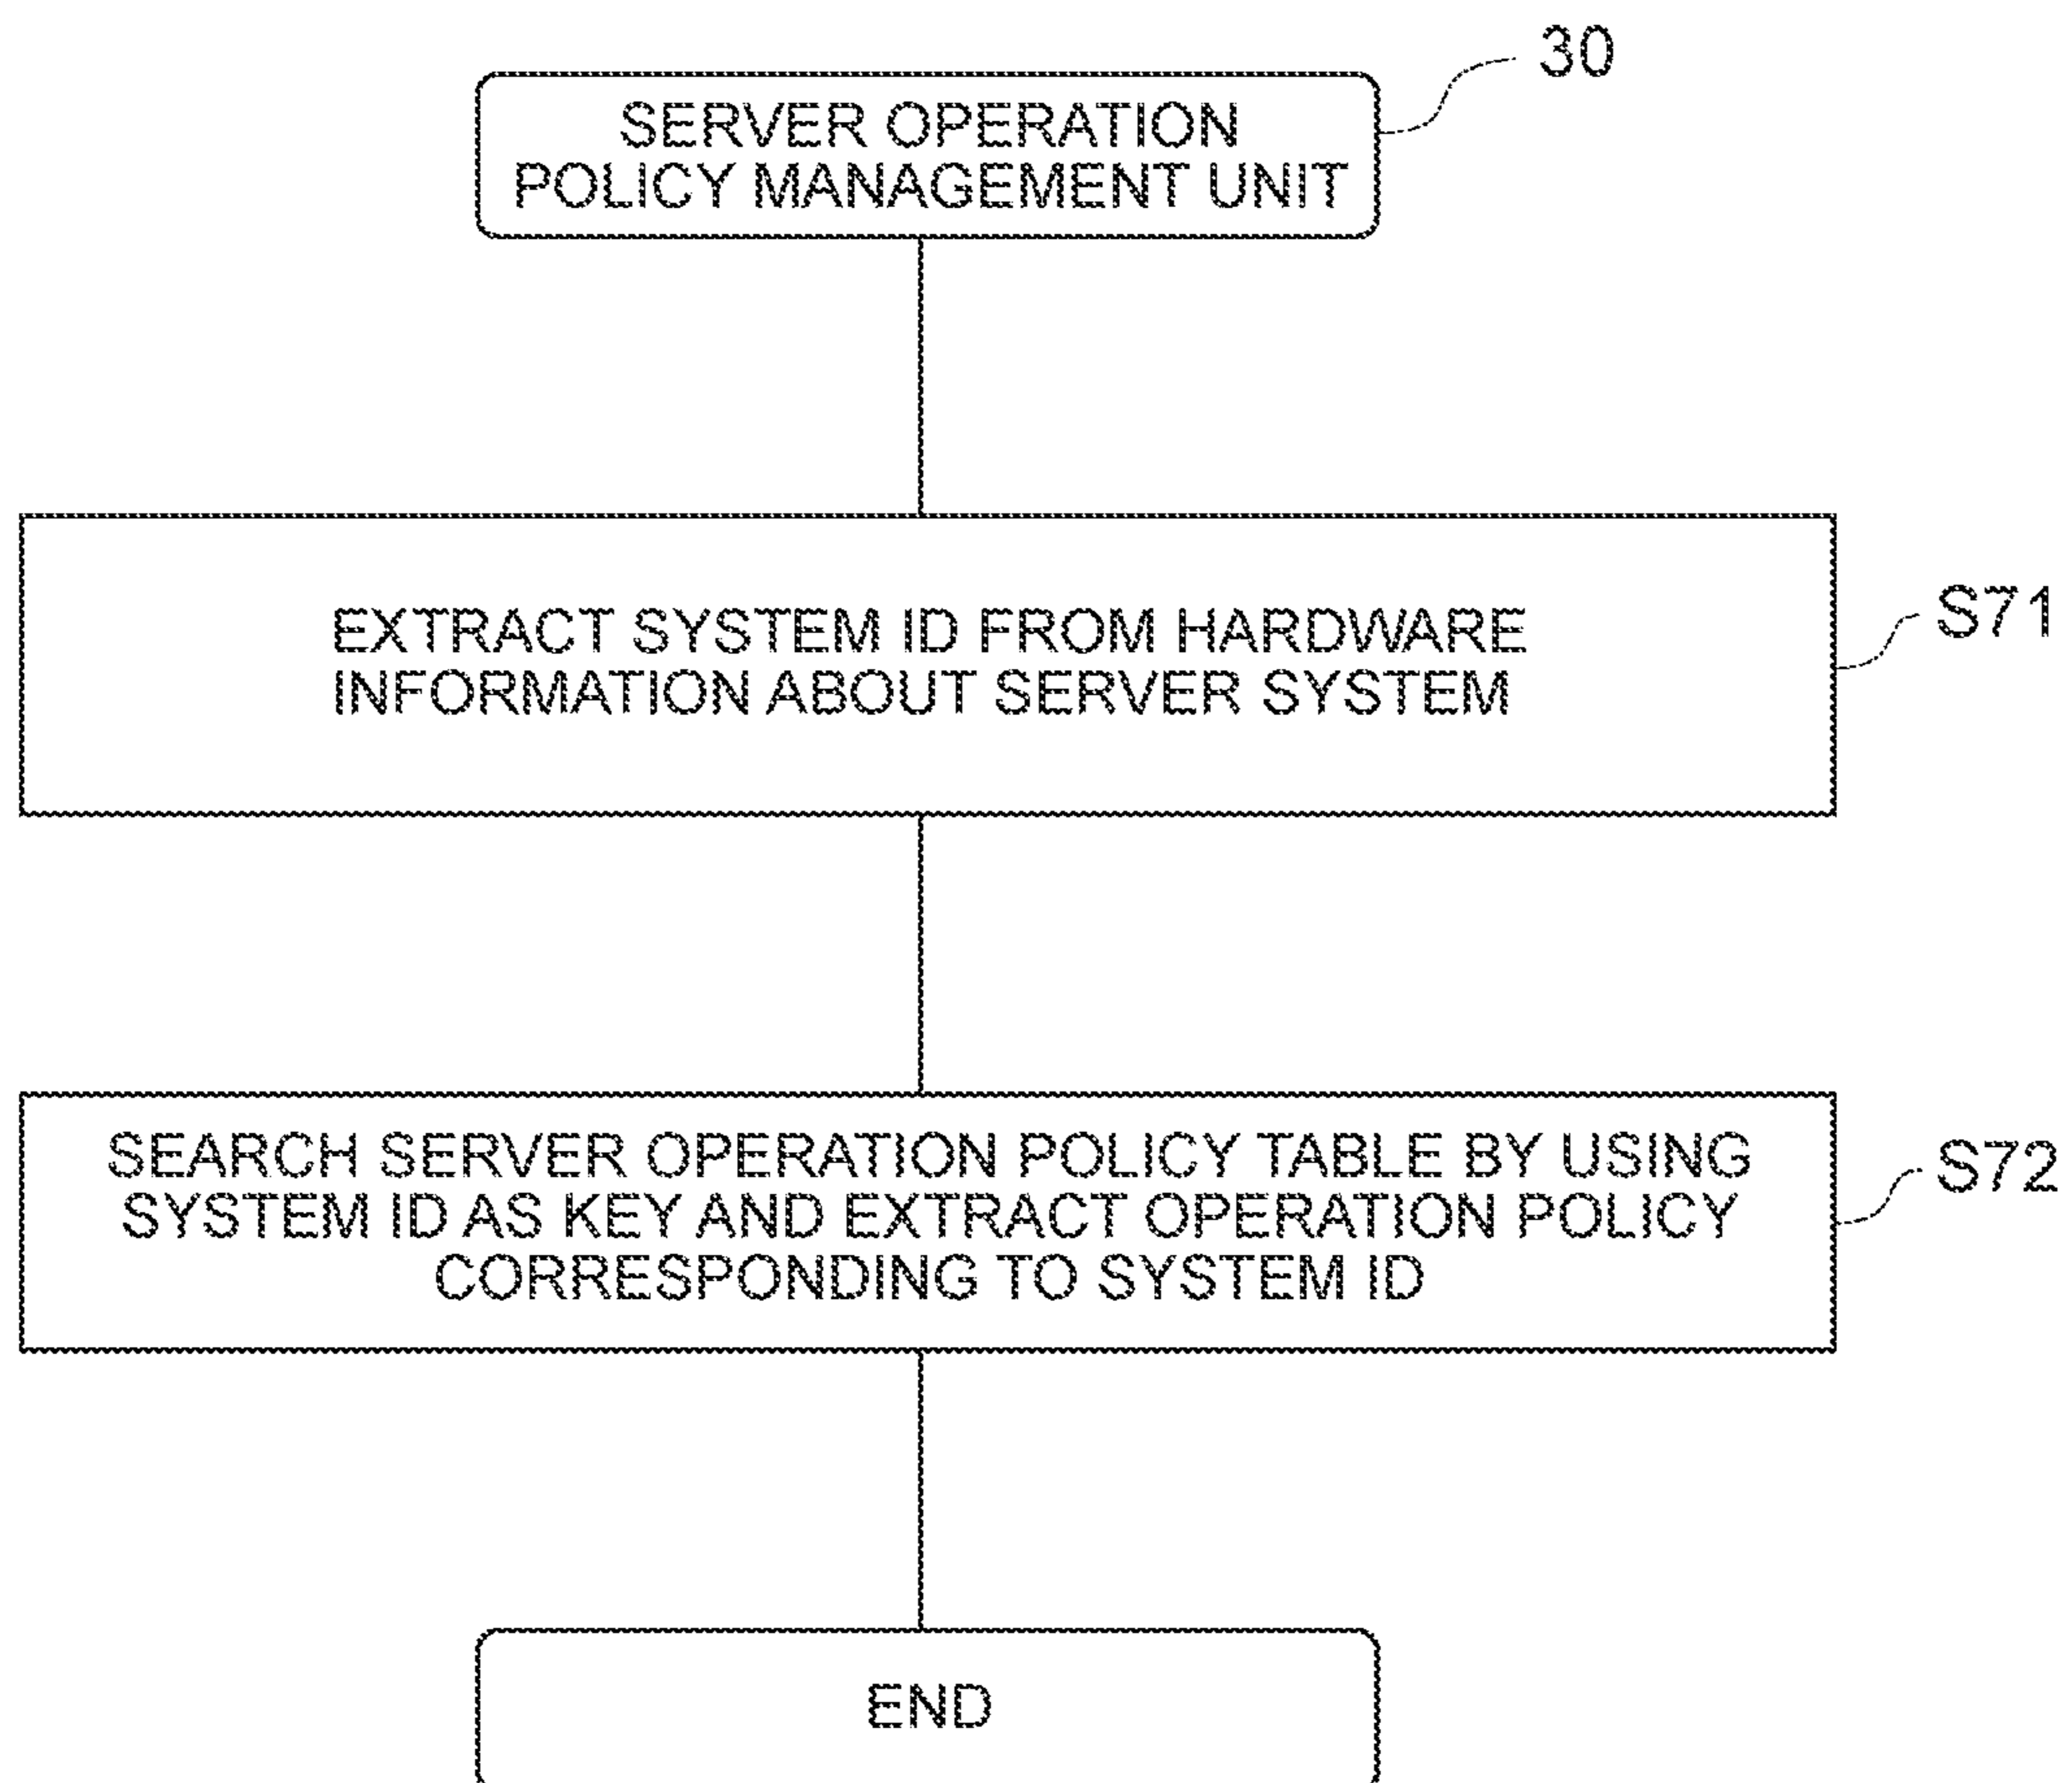 30
SERVER OPERATION
POLICY MANAGEMENT UNIT
EXTRACT SYSTEM ID FROM HARDWARE
INFORMATION ABOUT SERVER SYSTEM
S71
SEARCH SERVER OPERATION POLICY TABLE BY USING
SYSTEM ID AS KEY AND EXTRACT OPERATION POLICY
CORRESPONDING TO SYSTEM ID
S72
END